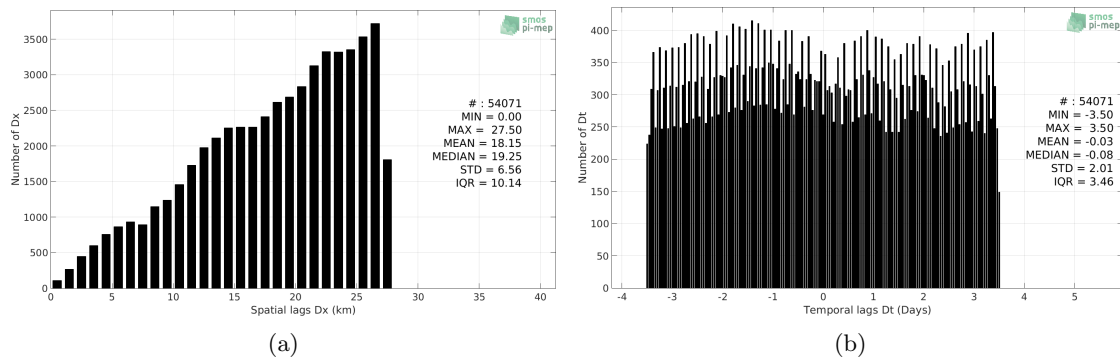 smos
pi-mep
3500
3000
2500
2000
1500
1000
500
0
Number of Dx
# : 54071
MIN = 0.00
MAX = 27.50
MEAN = 18.15
MEDIAN = 19.25
STD = 6.56
IQR = 10.14
0 5 10 15 20 25 30 35 40
Spatial lags Dx (km)
(a)
smos
pi-mep
400
350
300
250
200
150
100
50
0
Number of Dt
# : 54071
MIN = -3.50
MAX = 3.50
MEAN = -0.03
MEDIAN = -0.08
STD = 2.01
IQR = 3.46
-4 -3 -2 -1 0 1 2 3 4 5
Temporal lags Dt (Days)
(b)